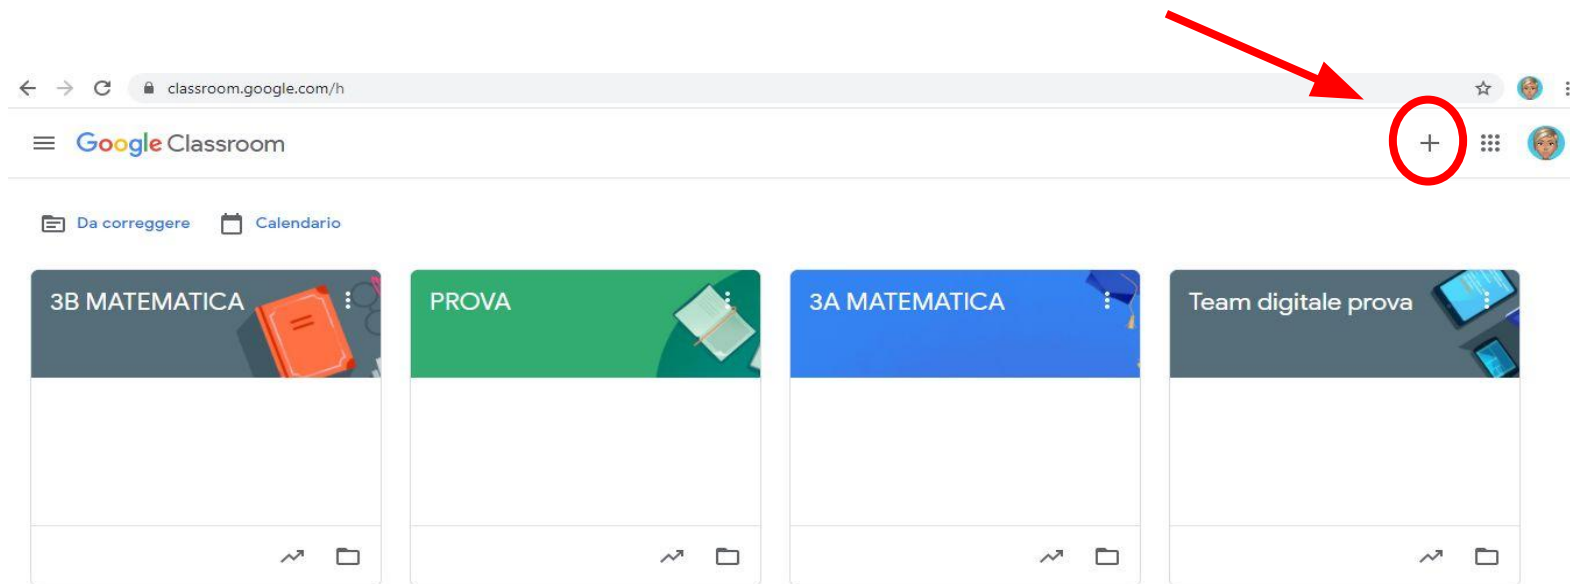 classroom.google.com/h
Google Classroom
Da correggere Calendario
3B MATEMATICA
PROVA
3A MATEMATICA
Team digitale prova